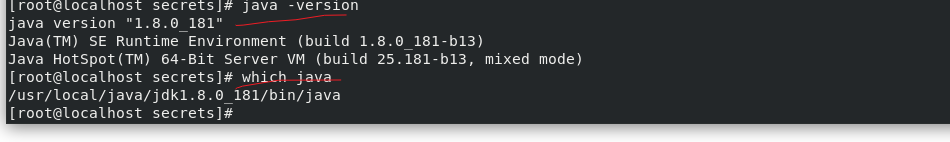 [root@localhost secrets]# java -version
java version "1.8.0_181"
Java(TM) SE Runtime Environment (build 1.8.0_181-b13)
Java HotSpot(TM) 64-Bit Server VM (build 25.181-b13, mixed mode)
[root@localhost secrets]# which java
/usr/local/java/jdk1.8.0_181/bin/java
[root@localhost secrets]#